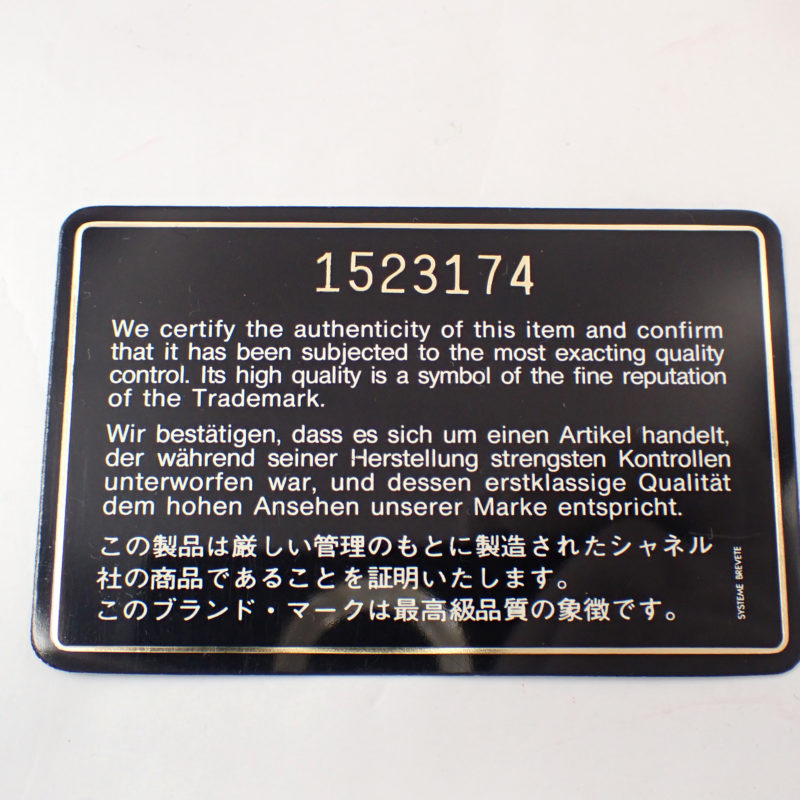 1523174
We certify the authenticity of this item and confirm
that it has been subjected to the most exacting quality
control. Its high quality is a symbol of the fine reputation
of the Trademark.
Wir bestätigen, dass es sich um einen Artikel handelt,
der während seiner Herstellung strengsten Kontrollen
unterworfen war, und dessen erstklassige Qualität
dem hohen Ansehen unserer Marke entspricht.
この製品は厳しい管理のもとに製造されたシャネル
社の商品であることを証明いたします。
このブランド・マークは最高級品質の象徴です。
SYSTEME BREVETE